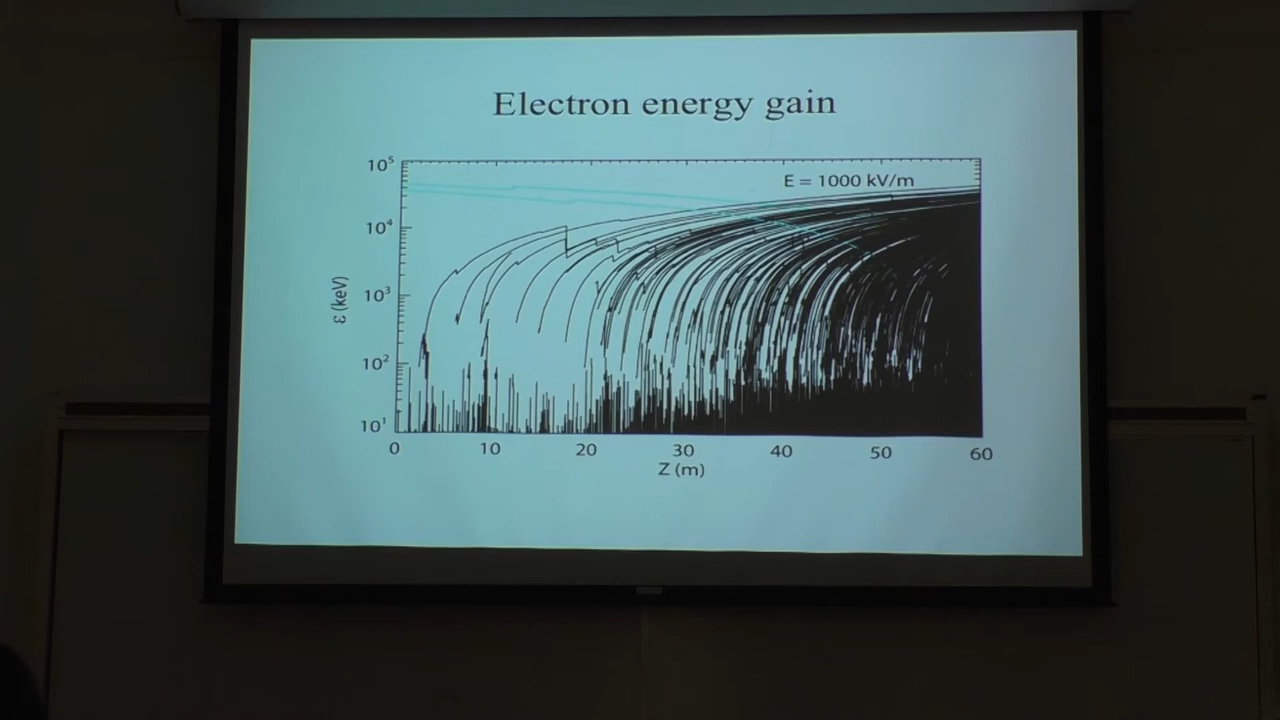 Electron energy gain
E = 1000 kV/m
10⁵
10⁴
10³
10²
10¹
ε (keV)
0 10 20 30 40 50 60
Z (m)